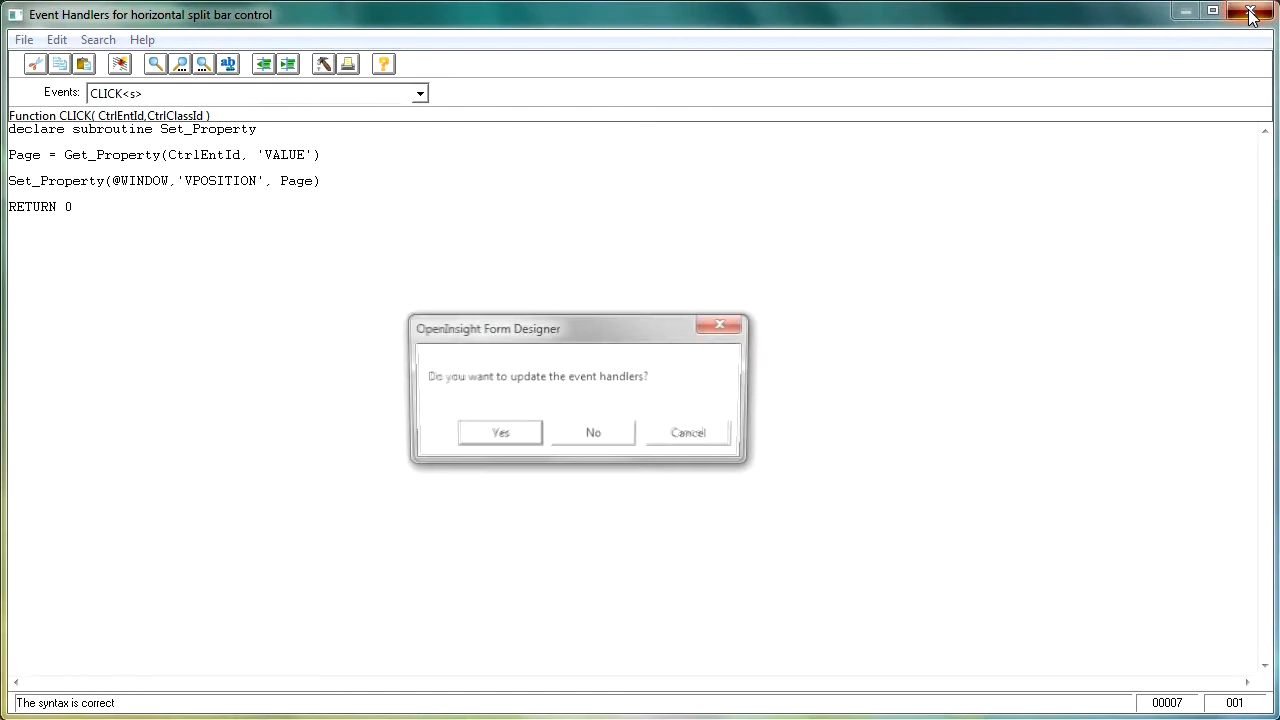 Event Handlers for horizontal split bar control
File Edit Search Help
ab
Events: CLICK<s>
Function CLICK( CtrlEntId,CtrlClassId )
declare subroutine Set_Property
Page = Get_Property(CtrlEntId, 'VALUE')
Set_Property(@WINDOW,'VPOSITION', Page)
RETURN 0
OpenInsight Form Designer
Do you want to update the event handlers?
Yes No Cancel
The syntax is correct 00007 001